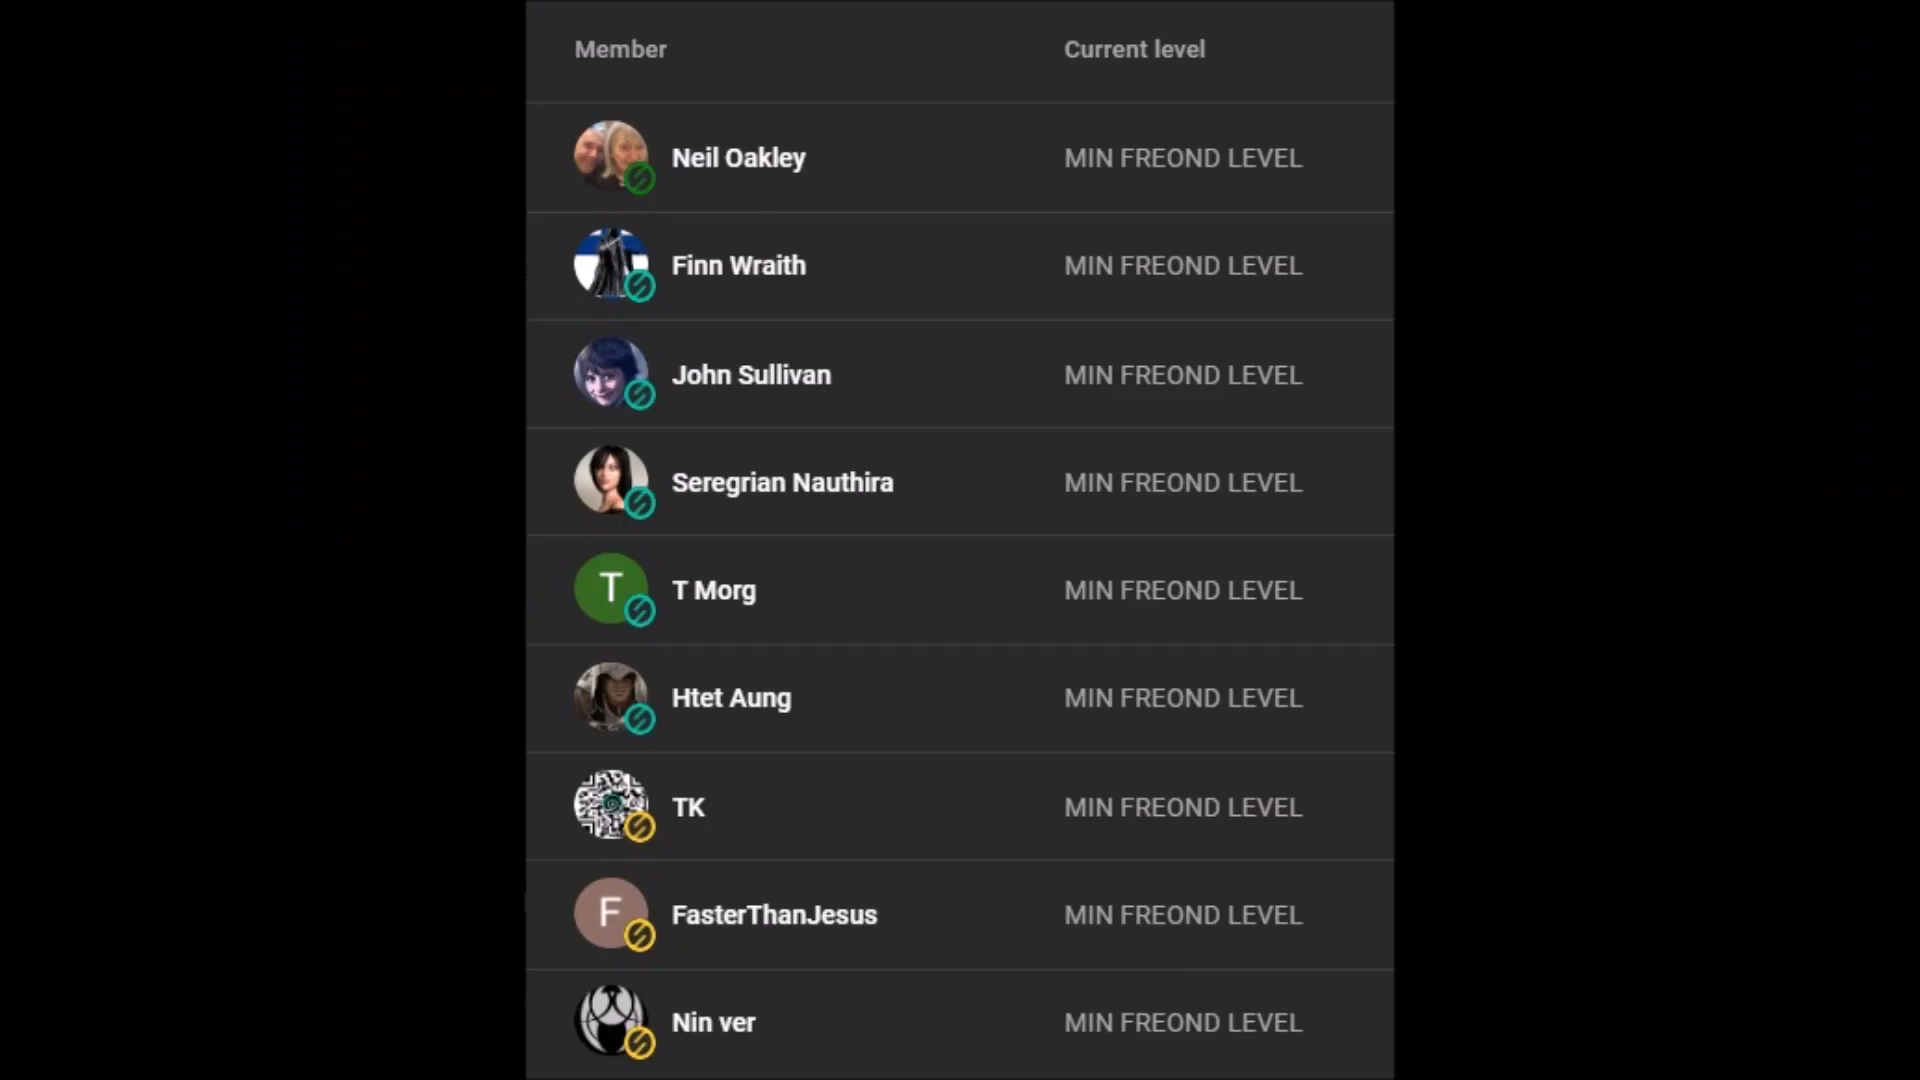 Member Current level
Neil Oakley MIN FREOND LEVEL
Finn Wraith MIN FREOND LEVEL
John Sullivan MIN FREOND LEVEL
Seregrian Nauthira MIN FREOND LEVEL
T
T Morg MIN FREOND LEVEL
Htet Aung MIN FREOND LEVEL
TK MIN FREOND LEVEL
F
FasterThanJesus MIN FREOND LEVEL
Nin ver MIN FREOND LEVEL